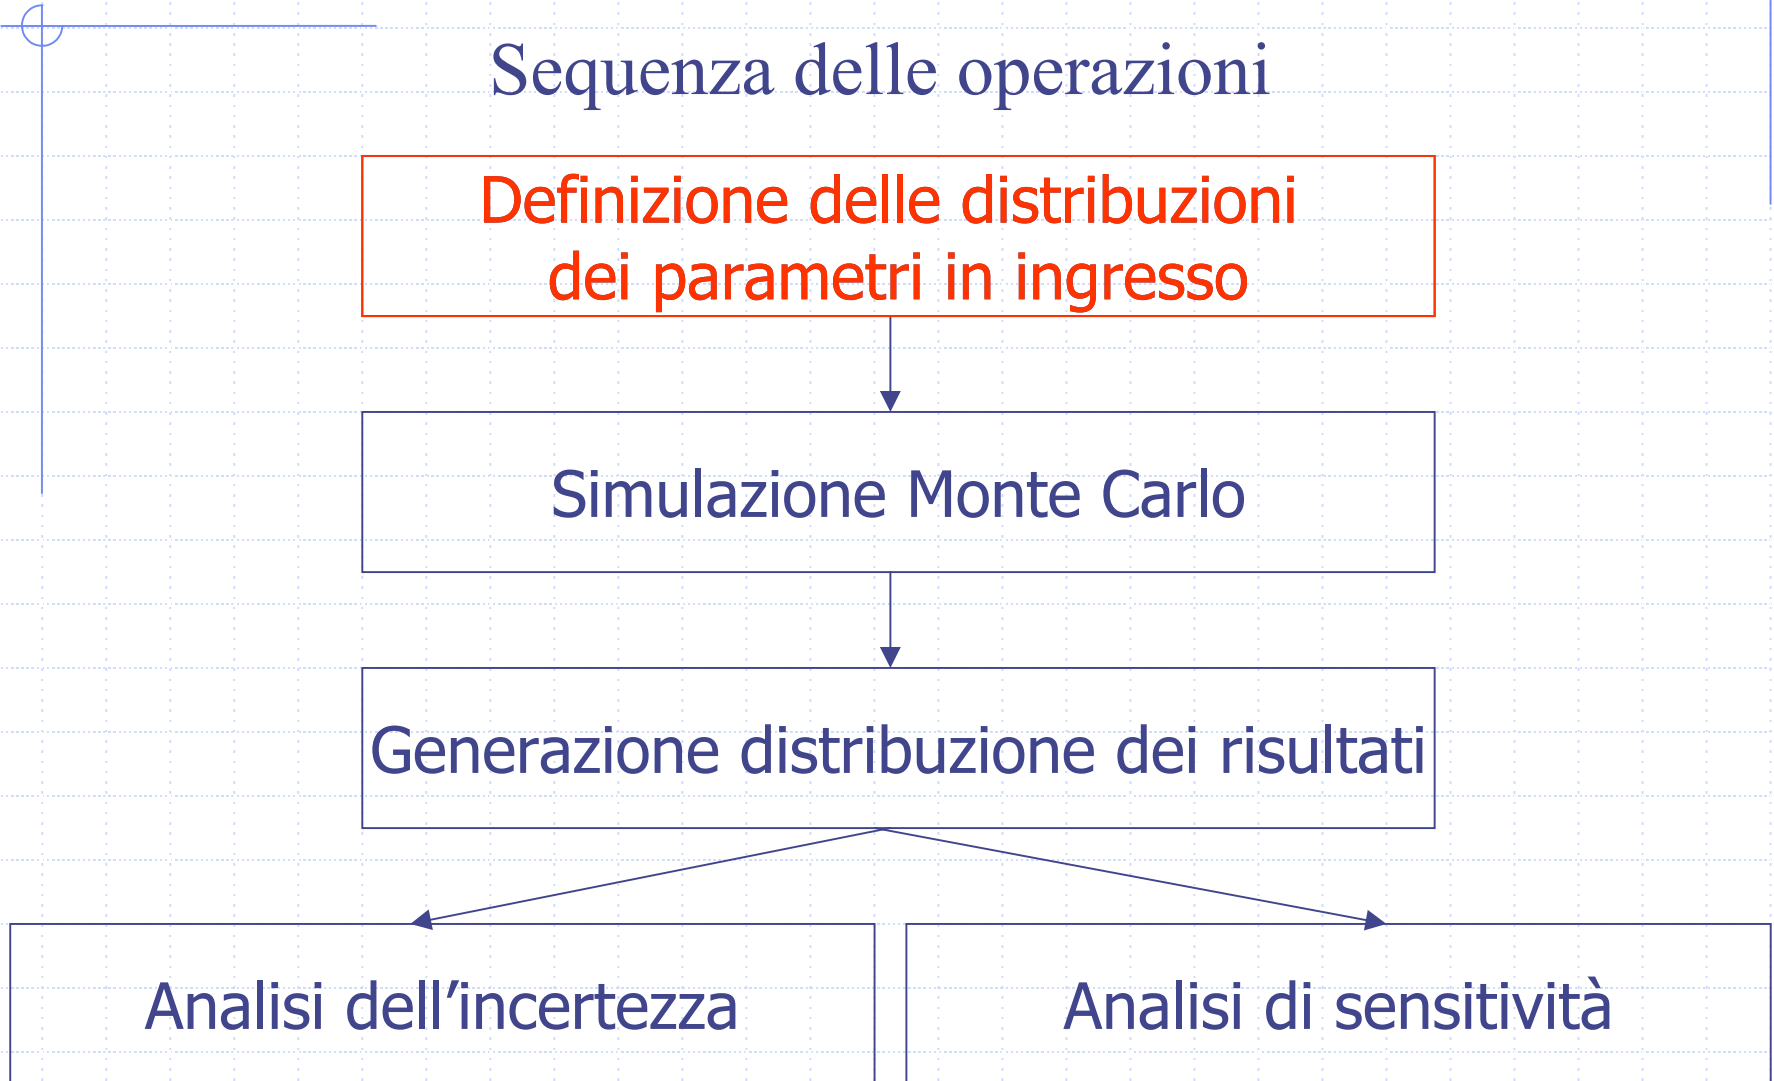 Sequenza delle operazioni
Definizione delle distribuzioni
dei parametri in ingresso
Simulazione Monte Carlo
Generazione distribuzione dei risultati
Analisi dell’incertezza
Analisi di sensitività